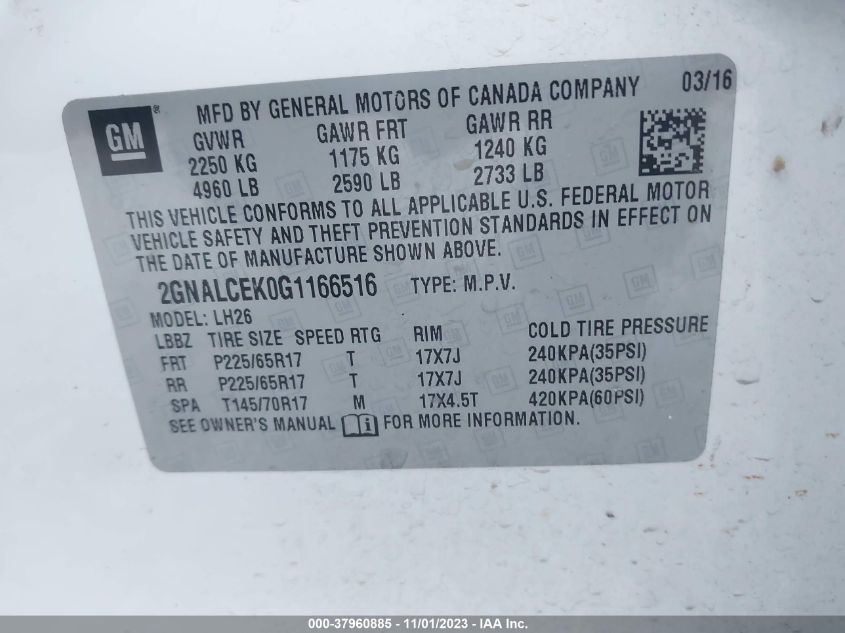 GM
MFD BY GENERAL MOTORS OF CANADA COMPANY 03/16
GVWR GAWR FRT GAWR RR
2250 KG 1175 KG 1240 KG
4960 LB 2590 LB 2733 LB
THIS VEHICLE CONFORMS TO ALL APPLICABLE U.S. FEDERAL MOTOR
VEHICLE SAFETY AND THEFT PREVENTION STANDARDS IN EFFECT ON
THE DATE OF MANUFACTURE SHOWN ABOVE.
2GNALCEK0G1166516 TYPE: M.P.V.
MODEL: LH26
LBBZ TIRE SIZE SPEED RTG RIM COLD TIRE PRESSURE
FRT P225/65R17 T 17X7J 240KPA(35PSI)
RR P225/65R17 T 17X7J 240KPA(35PSI)
SPA T145/70R17 M 17X4.5T 420KPA(60PSI)
SEE OWNER'S MANUAL i FOR MORE INFORMATION.
000-37960885 - 11/01/2023 - IAA Inc.